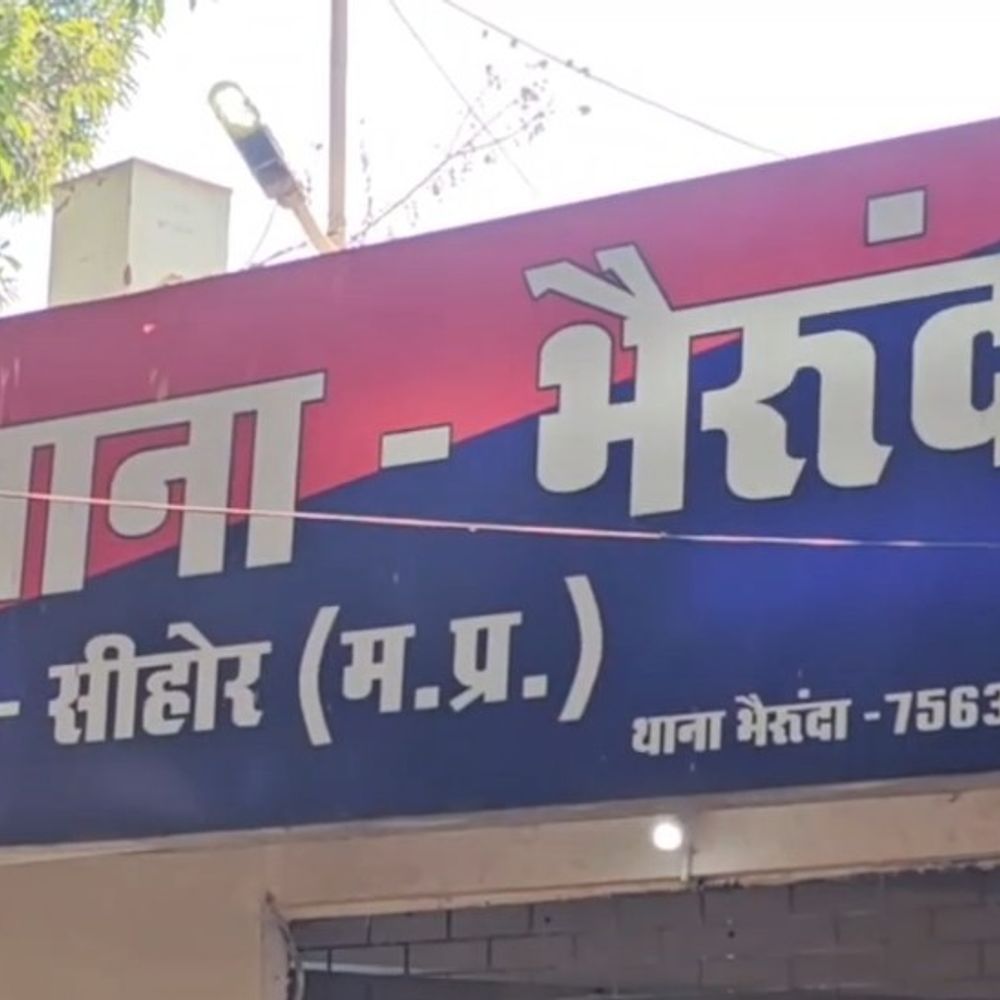 थाना - भैरूंदा
- सीहोर (म.प्र.)
थाना भैरूंदा - 7563